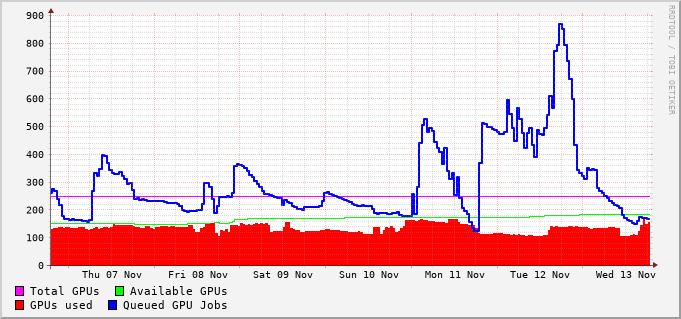 900
800
700
600
500
400
300
200
100
0
Thu 07 Nov Fri 08 Nov Sat 09 Nov Sun 10 Nov Mon 11 Nov Tue 12 Nov Wed 13 Nov
Total GPUs Available GPUs
GPUs used Queued GPU Jobs
RRDTOOL / TOBI OETIKER